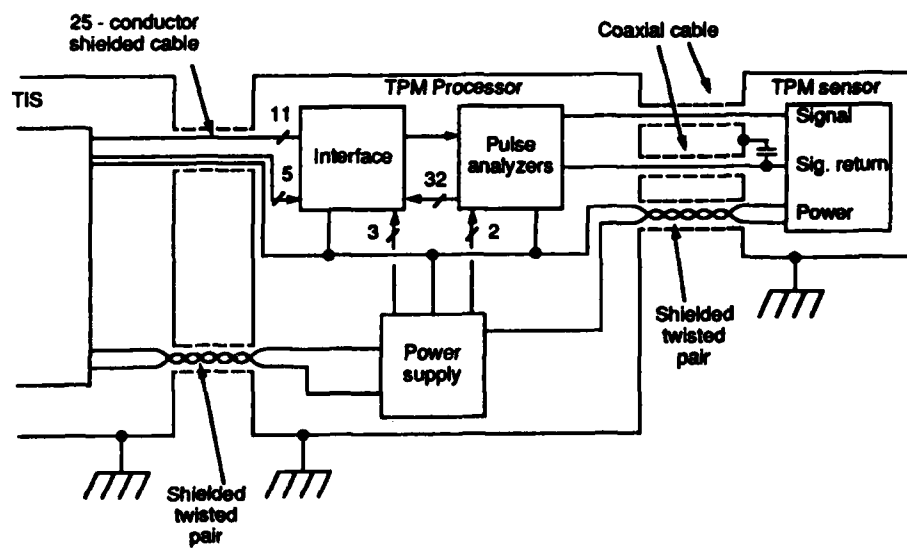 25 - conductor
shielded cable
Coaxial cable
TIS
TPM Processor
TPM sensor
11
Interface
Pulse
analyzers
Signal
5
32
Sig. return
3
2
Power
Power
supply
Shielded
twisted
pair
Shielded
twisted
pair